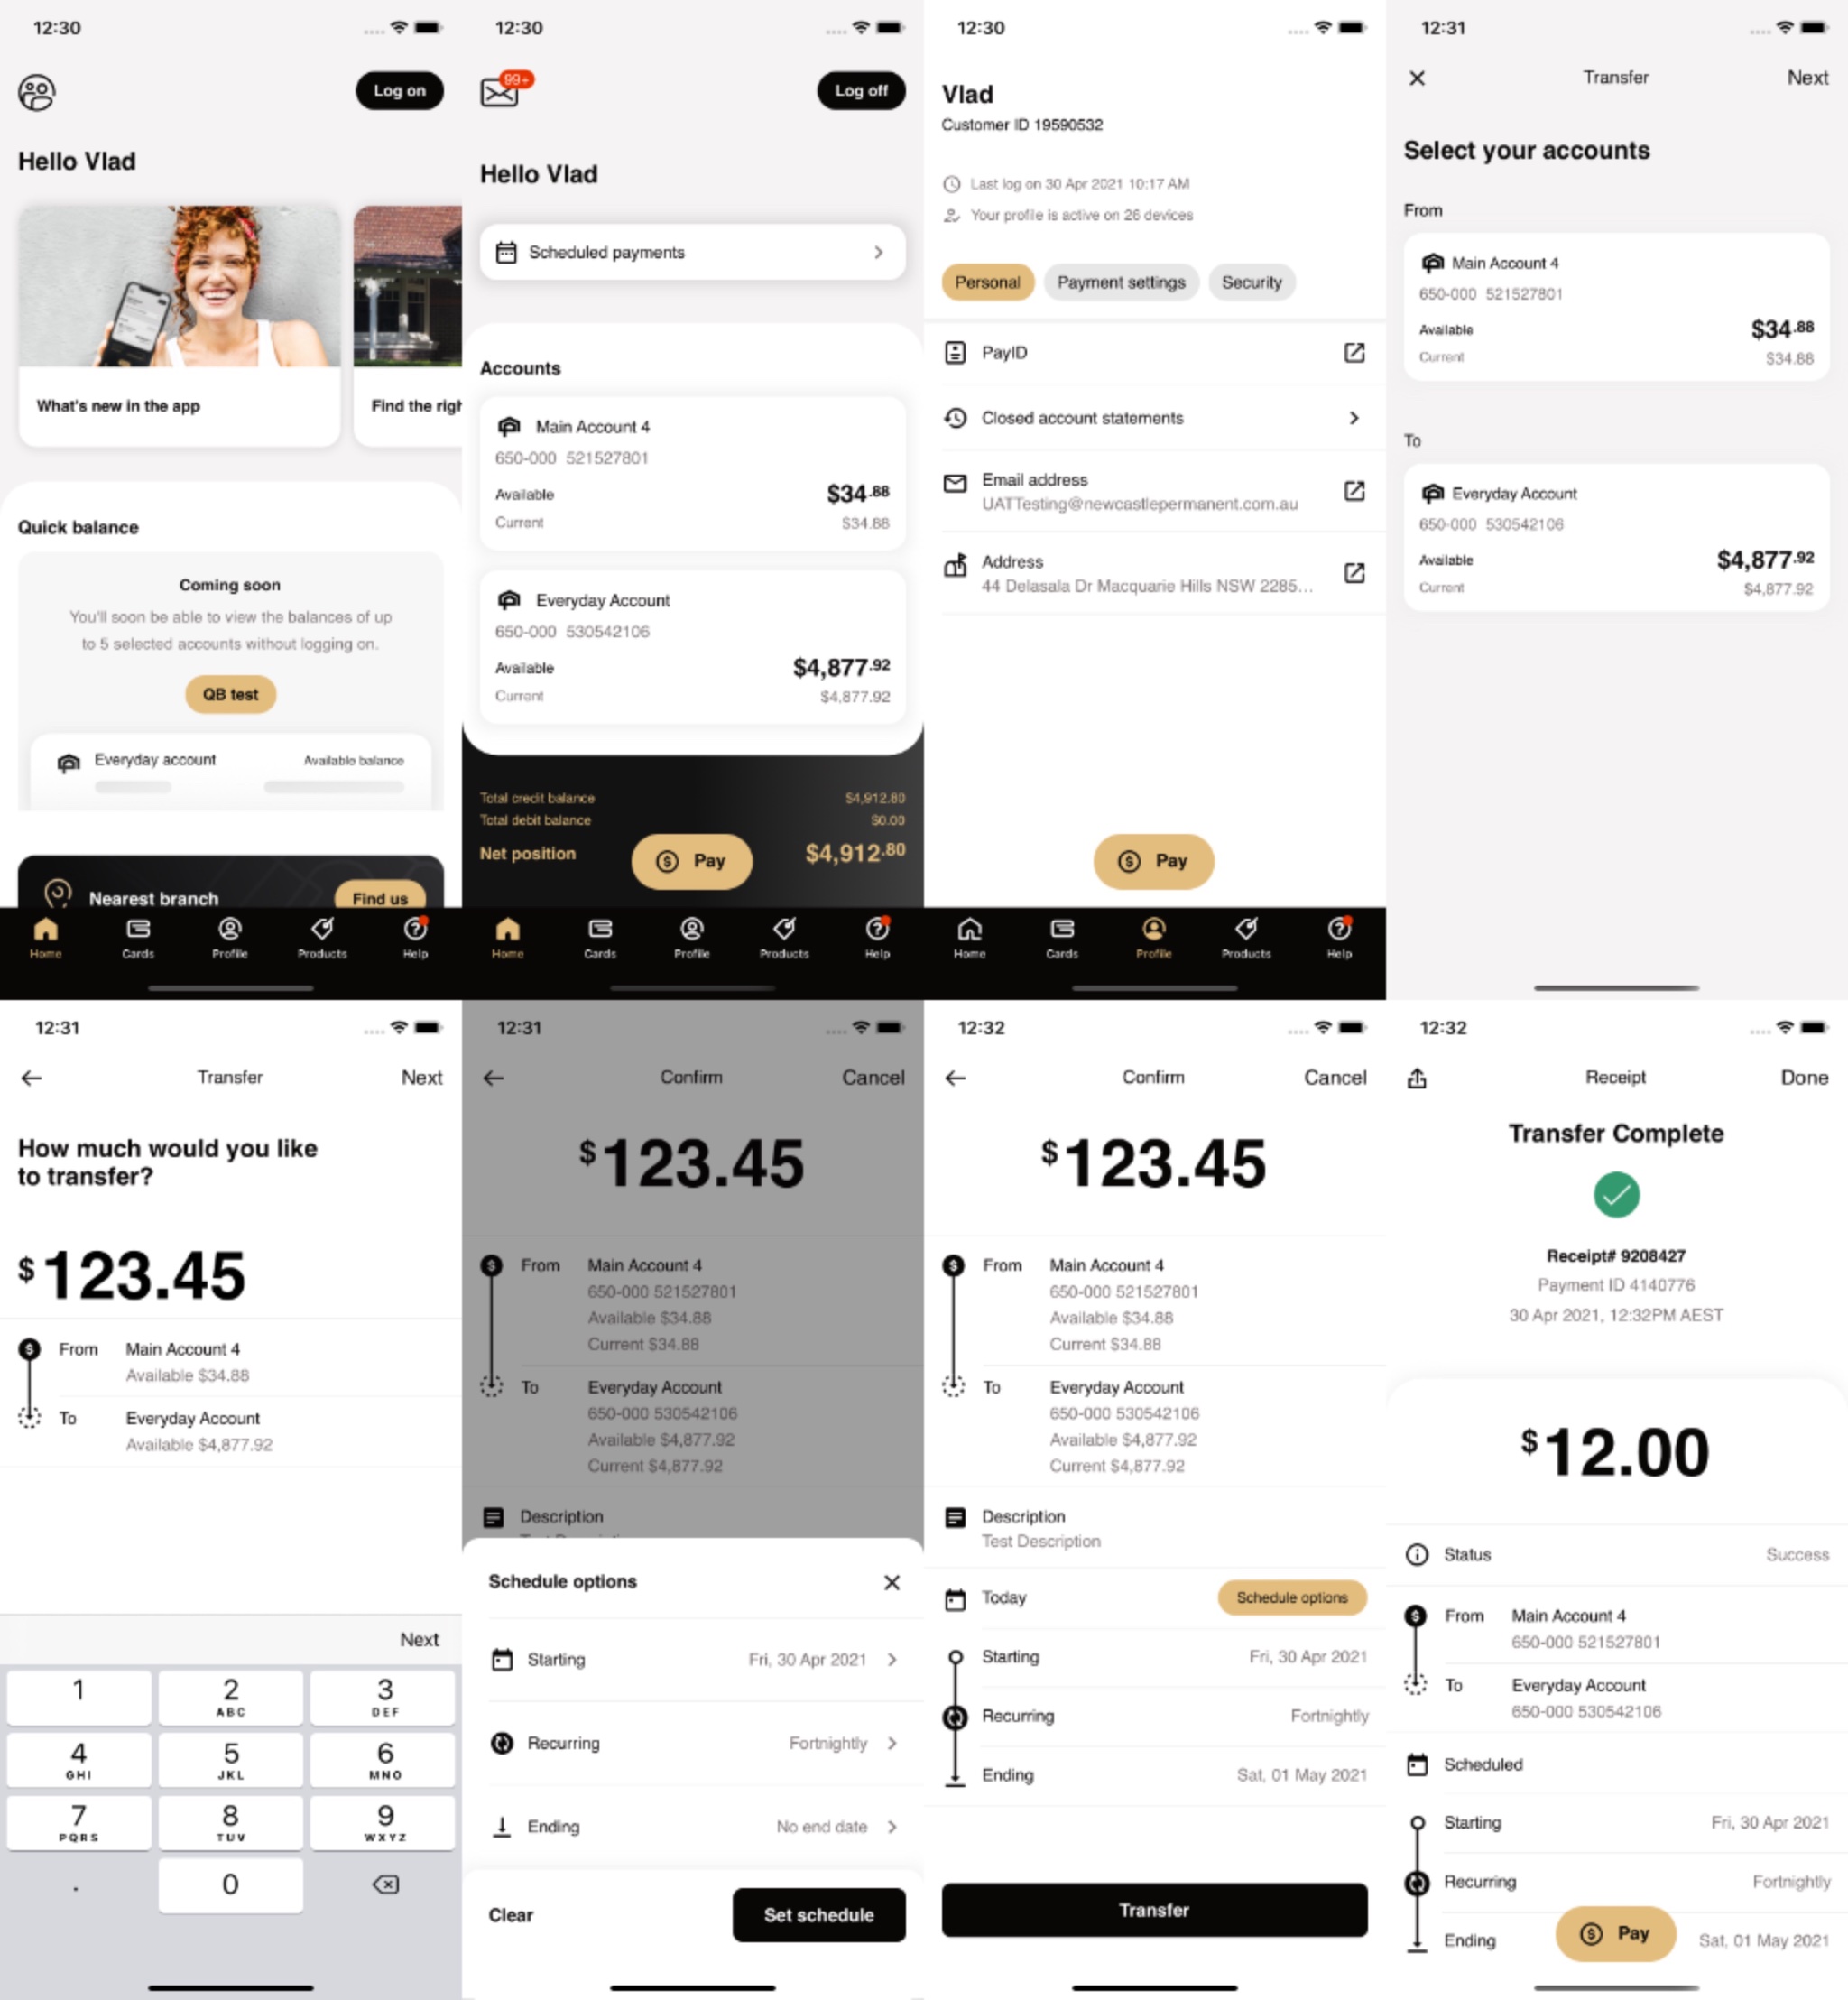 12:30
Log on
Hello Vlad
What's new in the app
Find the righ
Quick balance
Coming soon
You'll soon be able to view the balances of up
to 5 selected accounts without logging on.
QB test
Everyday account Available balance
Nearest branch Find us
Home Cards Profile Products Help
12:30
99+
Log off
Hello Vlad
Scheduled payments
Accounts
Main Account 4
650-000 521527801
Available $34.88
Current $34.88
Everyday Account
650-000 530542106
Available $4,877.92
Current $4,877.92
Total credit balance $4,912.80
Total debit balance $0.00
Net position $4,912.80
Pay
Home Cards Profile Products Help
12:30
Vlad
Customer ID 19590532
Last log on 30 Apr 2021 10:17 AM
Your profile is active on 26 devices
Personal Payment settings Security
PayID
Closed account statements
Email address
UATTesting@newcastlepermanent.com.au
Address
44 Delasala Dr Macquarie Hills NSW 2285...
Pay
Home Cards Profile Products Help
12:31
Transfer Next
Select your accounts
From
Main Account 4
650-000 521527801
Available $34.88
Current $34.88
To
Everyday Account
650-000 530542106
Available $4,877.92
Current $4,877.92
12:31
Transfer Next
How much would you like
to transfer?
$123.45
From Main Account 4
Available $34.88
To Everyday Account
Available $4,877.92
Next
1 2 3
ABC DEF
4 5 6
GHI JKL MNO
7 8 9
PQRS TUV WXYZ
. 0
12:31
Confirm Cancel
$123.45
From Main Account 4
650-000 521527801
Available $34.88
Current $34.88
To Everyday Account
650-000 530542106
Available $4,877.92
Current $4,877.92
Description
Schedule options
Starting Fri, 30 Apr 2021
Recurring Fortnightly
Ending No end date
Clear Set schedule
12:32
Confirm Cancel
$123.45
From Main Account 4
650-000 521527801
Available $34.88
Current $34.88
To Everyday Account
650-000 530542106
Available $4,877.92
Current $4,877.92
Description
Test Description
Today Schedule options
Starting Fri, 30 Apr 2021
Recurring Fortnightly
Ending Sat, 01 May 2021
Transfer
12:32
Receipt Done
Transfer Complete
Receipt# 9208427
Payment ID 4140776
30 Apr 2021, 12:32PM AEST
$12.00
Status Success
From Main Account 4
650-000 521527801
To Everyday Account
650-000 530542106
Scheduled
Starting Fri, 30 Apr 2021
Recurring Fortnightly
Ending Sat, 01 May 2021
Pay